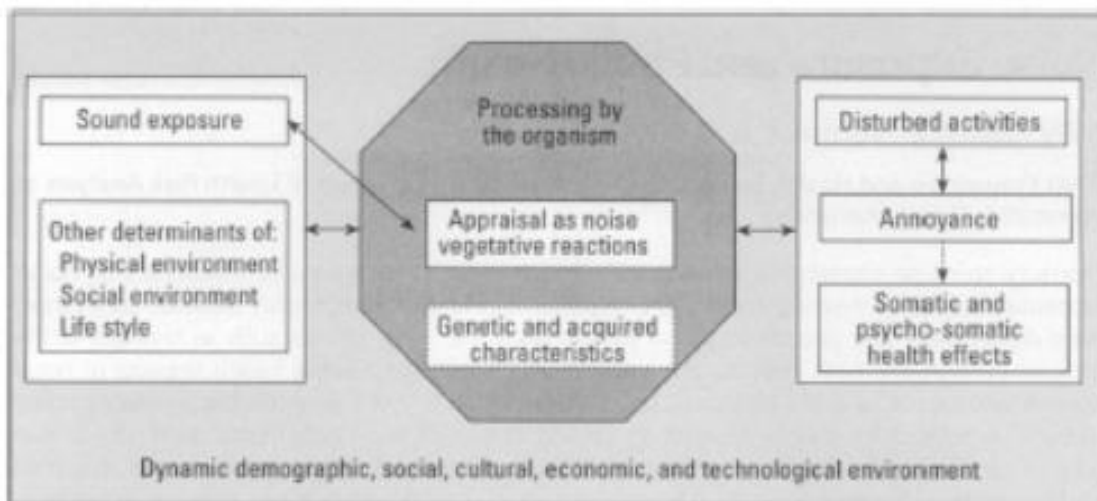 Sound exposure
Other determinants of:
Physical environment
Social environment
Life style
Processing by
the organism
Appraisal as noise
vegetative reactions
Genetic and acquired
characteristics
Disturbed activities
Annoyance
Somatic and
psycho-somatic
health effects
Dynamic demographic, social, cultural, economic, and technological environment